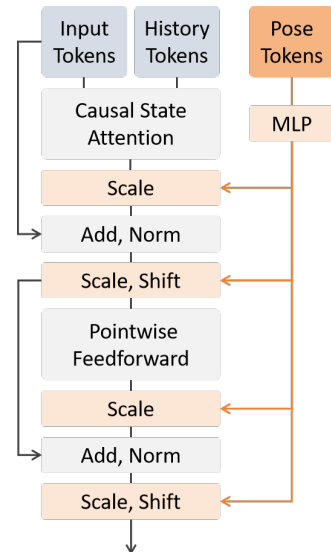 Input
Tokens
History
Tokens
Pose
Tokens
Causal State
Attention
MLP
Scale
Add, Norm
Scale, Shift
Pointwise
Feedforward
Scale
Add, Norm
Scale, Shift